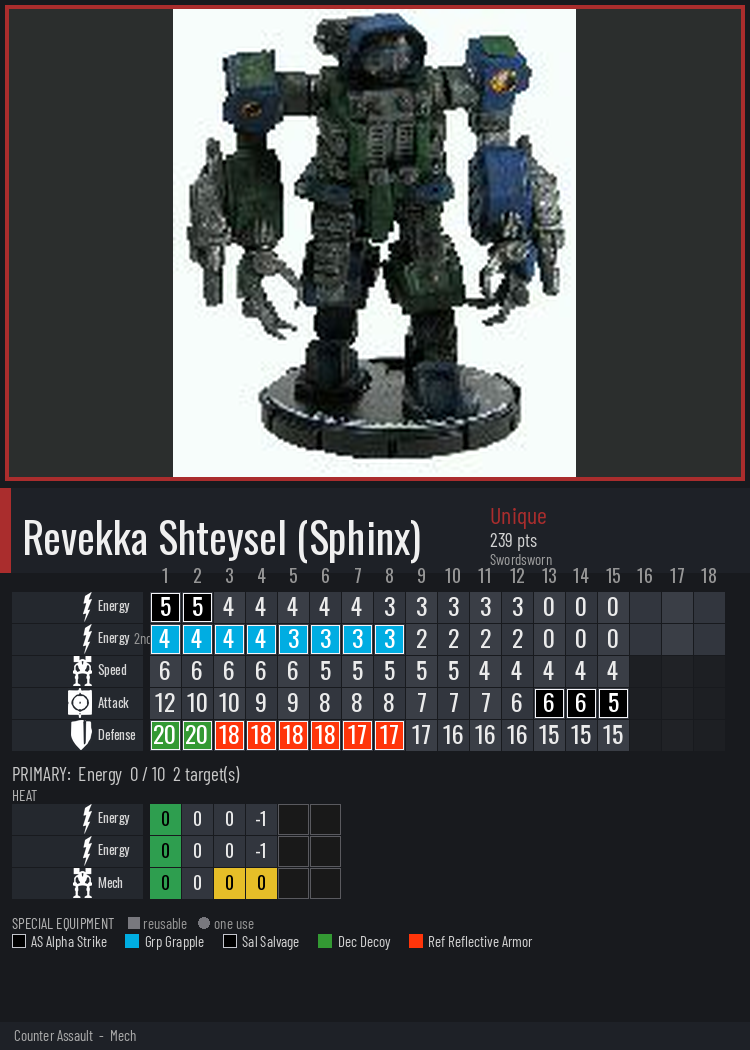 Revekka Shteysel (Sphinx)
Unique
239 pts
Swordsworn
1 2 3 4 5 6 7 8 9 10 11 12 13 14 15 16 17 18
Energy 5 5 4 4 4 4 4 3 3 3 3 3 0 0 0
Energy 2nd 4 4 4 4 3 3 3 3 2 2 2 2 0 0 0
Speed 6 6 6 6 6 5 5 5 5 5 4 4 4 4 4
Attack 12 10 10 9 9 8 8 8 7 7 7 6 6 6 5
Defense 20 20 18 18 18 18 17 17 17 16 16 16 15 15 15
PRIMARY: Energy 0 / 10 2 target(s)
HEAT
Energy 0 0 0 -1
Energy 0 0 0 -1
Mech 0 0 0 0
SPECIAL EQUIPMENT reusable one use
AS Alpha Strike Grp Grapple Sal Salvage Dec Decoy Ref Reflective Armor
Counter Assault - Mech